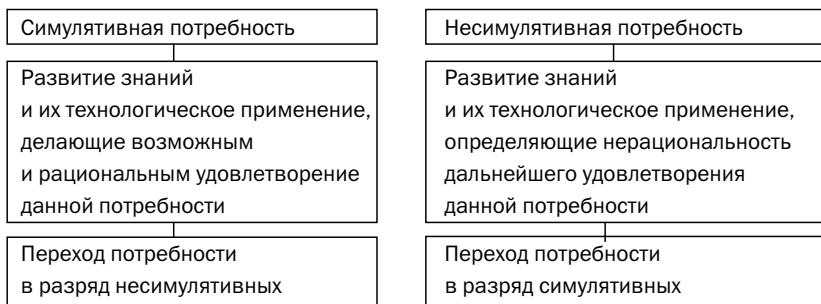 Симулятивная потребность
Развитие знаний
и их технологическое применение,
делающие возможным
и рациональным удовлетворение
данной потребности
Переход потребности
в разряд несимулятивных
Несимулятивная потребность
Развитие знаний
и их технологическое применение,
определяющие нерациональность
дальнейшего удовлетворения
данной потребности
Переход потребности
в разряд симулятивных